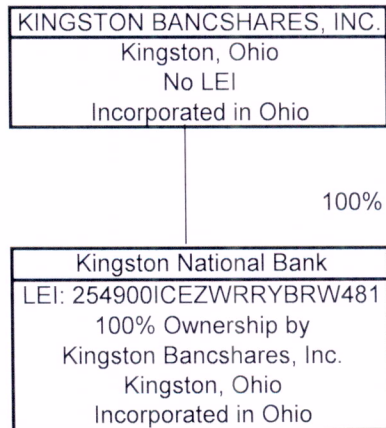 KINGSTON BANCSHARES, INC.
Kingston, Ohio
No LEI
Incorporated in Ohio
100%
Kingston National Bank
LEI: 254900ICEZWRRYBRW481
100% Ownership by
Kingston Bancshares, Inc.
Kingston, Ohio
Incorporated in Ohio